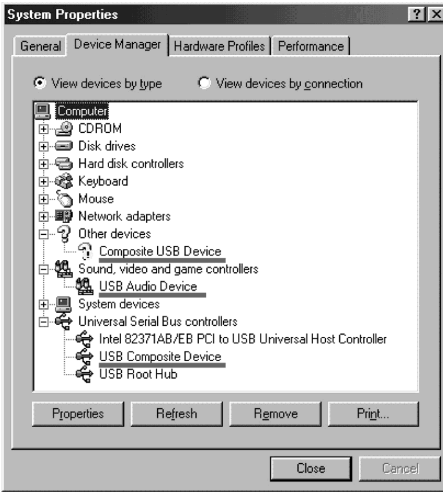 System Properties
General Device Manager Hardware Profiles Performance
View devices by type View devices by connection
Computer
CDROM
Disk drives
Hard disk controllers
Keyboard
Mouse
Network adapters
Other devices
Composite USB Device
Sound, video and game controllers
USB Audio Device
System devices
Universal Serial Bus controllers
Intel 82371AB/EB PCI to USB Universal Host Controller
USB Composite Device
USB Root Hub
Properties Refresh Remove Print...
Close Cancel